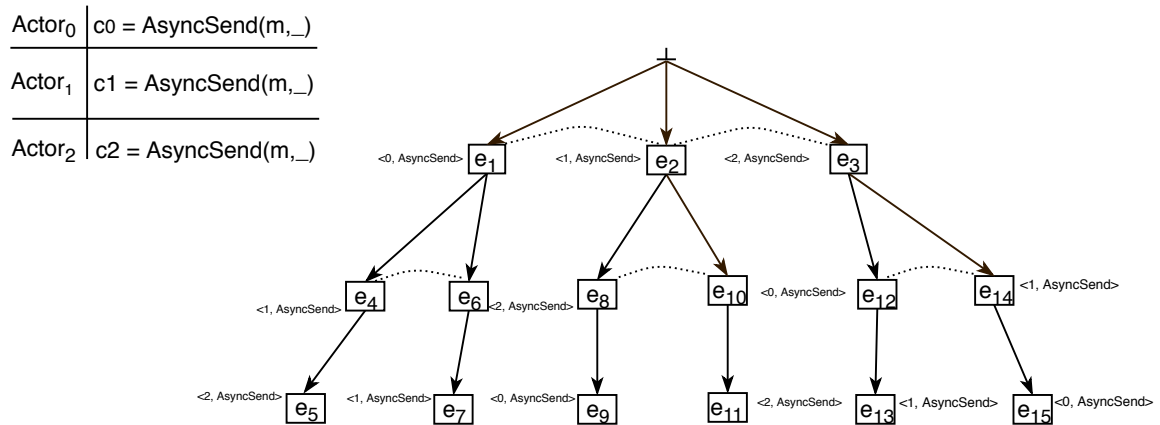 Actor0 c0 = AsyncSend(m,_)
Actor1 c1 = AsyncSend(m,_)
Actor2 c2 = AsyncSend(m,_)
<0, AsyncSend> e1 <1, AsyncSend> e2 <2, AsyncSend> e3
<1, AsyncSend> e4 e6 <2, AsyncSend> e8 e10 <0, AsyncSend> e12 e14 <1, AsyncSend>
<2, AsyncSend> e5 <1, AsyncSend> e7 <0, AsyncSend> e9 e11 <2, AsyncSend> e13 <1, AsyncSend> e15 <0, AsyncSend>